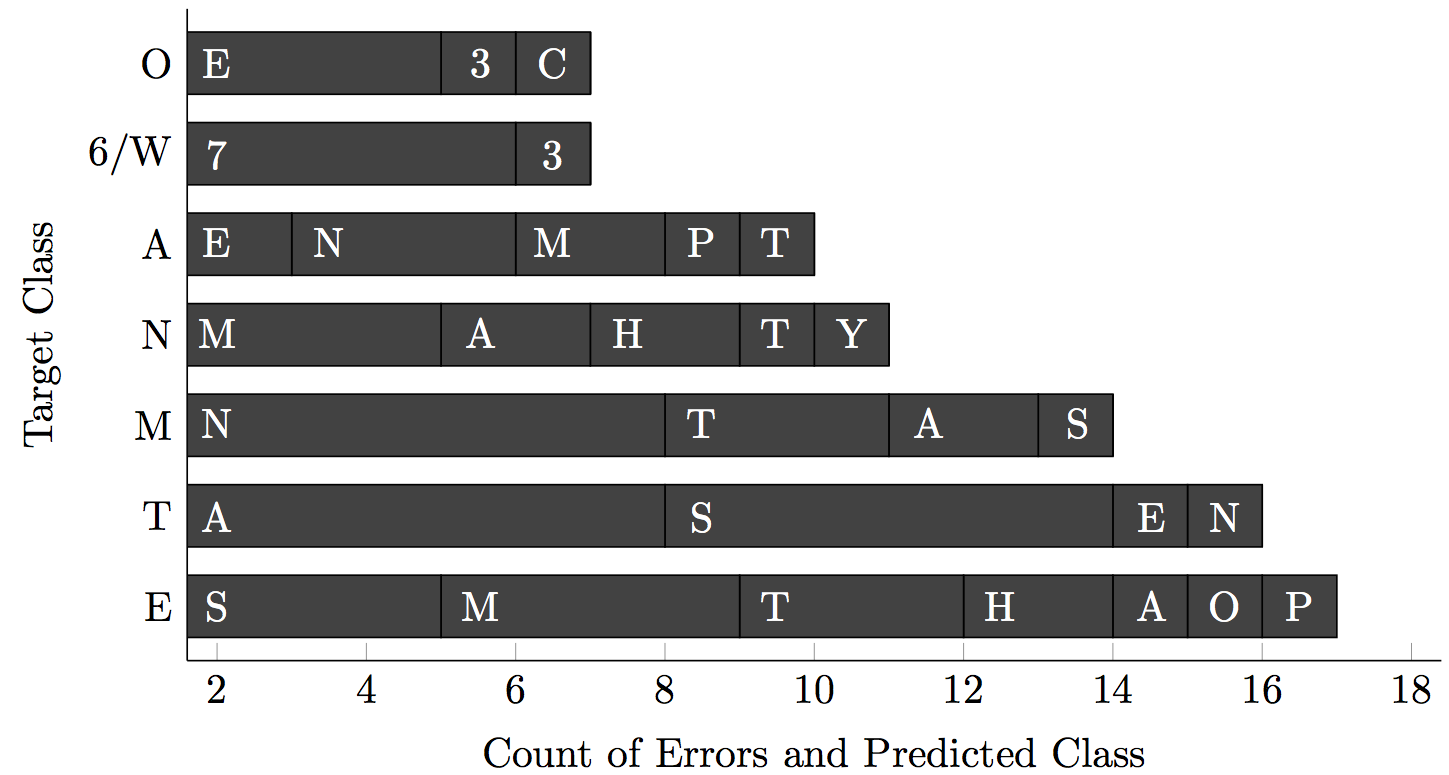 O E 3 C
6/W 7 3
A E N M P T
N M A H T Y
M N T A S
T A S E N
E S M T H A O P
2 4 6 8 10 12 14 16 18
Count of Errors and Predicted Class
Target Class